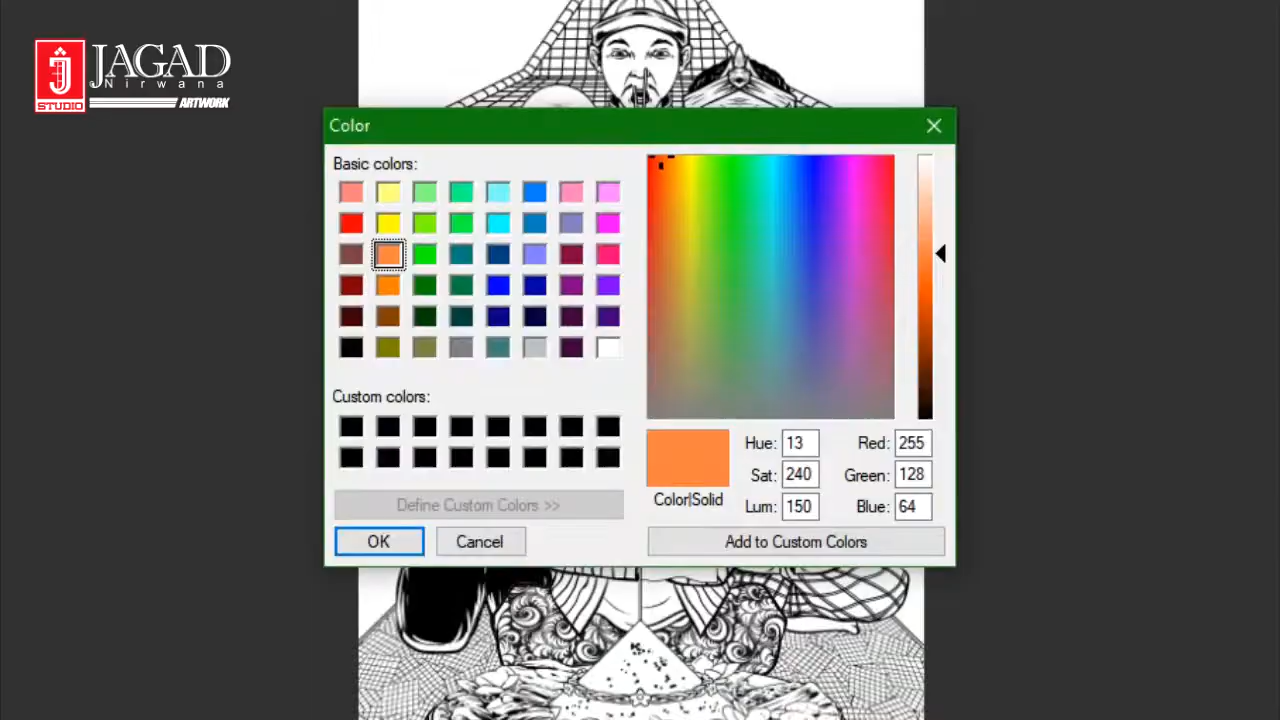 JAGAD
Nirwana
STUDIO
ARTWORK
Color
Basic colors:
Custom colors:
Define Custom Colors >>
OK
Cancel
Color|Solid
Hue: 13
Sat: 240
Lum: 150
Red: 255
Green: 128
Blue: 64
Add to Custom Colors